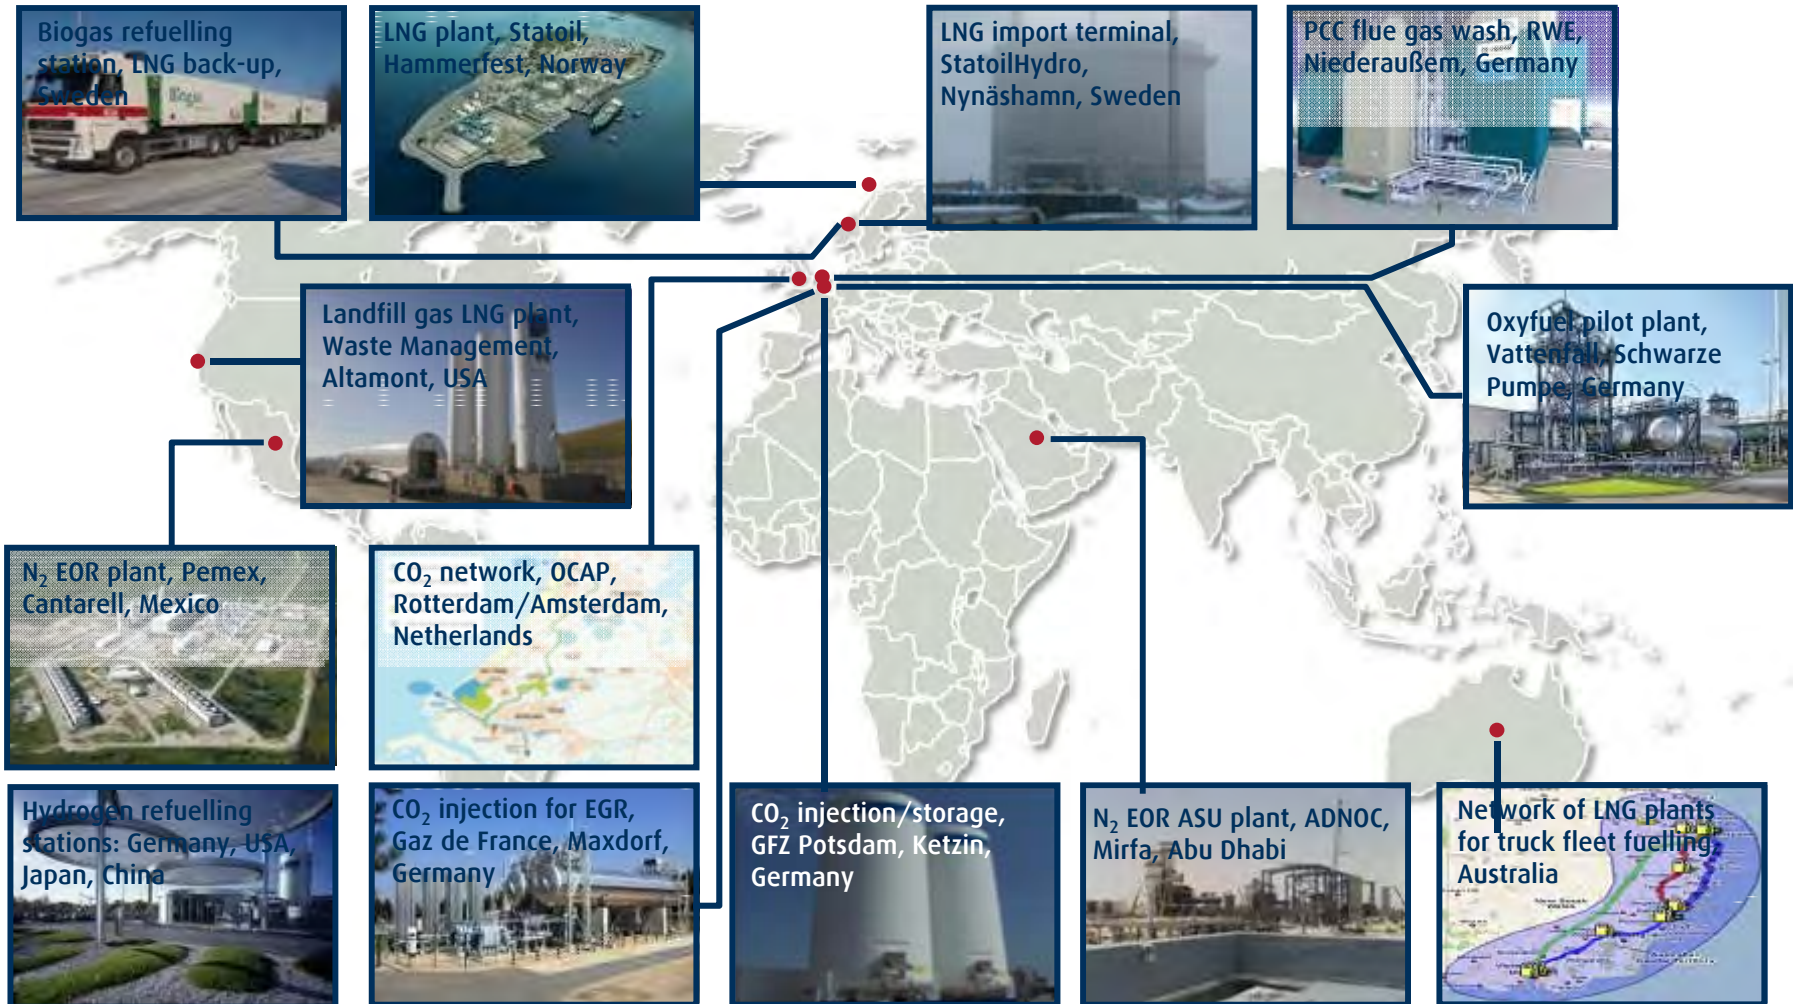 Biogas refuelling
station, LNG back-up,
Sweden
LNG plant, Statoil,
Hammerfest, Norway
LNG import terminal,
StatoilHydro,
Nynäshamn, Sweden
PCC flue gas wash, RWE,
Niederaußem, Germany
Landfill gas LNG plant,
Waste Management,
Altamont, USA
Oxyfuel pilot plant,
Vattenfall, Schwarze
Pumpe, Germany
N₂ EOR plant, Pemex,
Cantarell, Mexico
CO₂ network, OCAP,
Rotterdam/Amsterdam,
Netherlands
Hydrogen refuelling
stations: Germany, USA,
Japan, China
CO₂ injection for EGR,
Gaz de France, Maxdorf,
Germany
CO₂ injection/storage,
GFZ Potsdam, Ketzin,
Germany
N₂ EOR ASU plant, ADNOC,
Mirfa, Abu Dhabi
Network of LNG plants
for truck fleet fuelling,
Australia